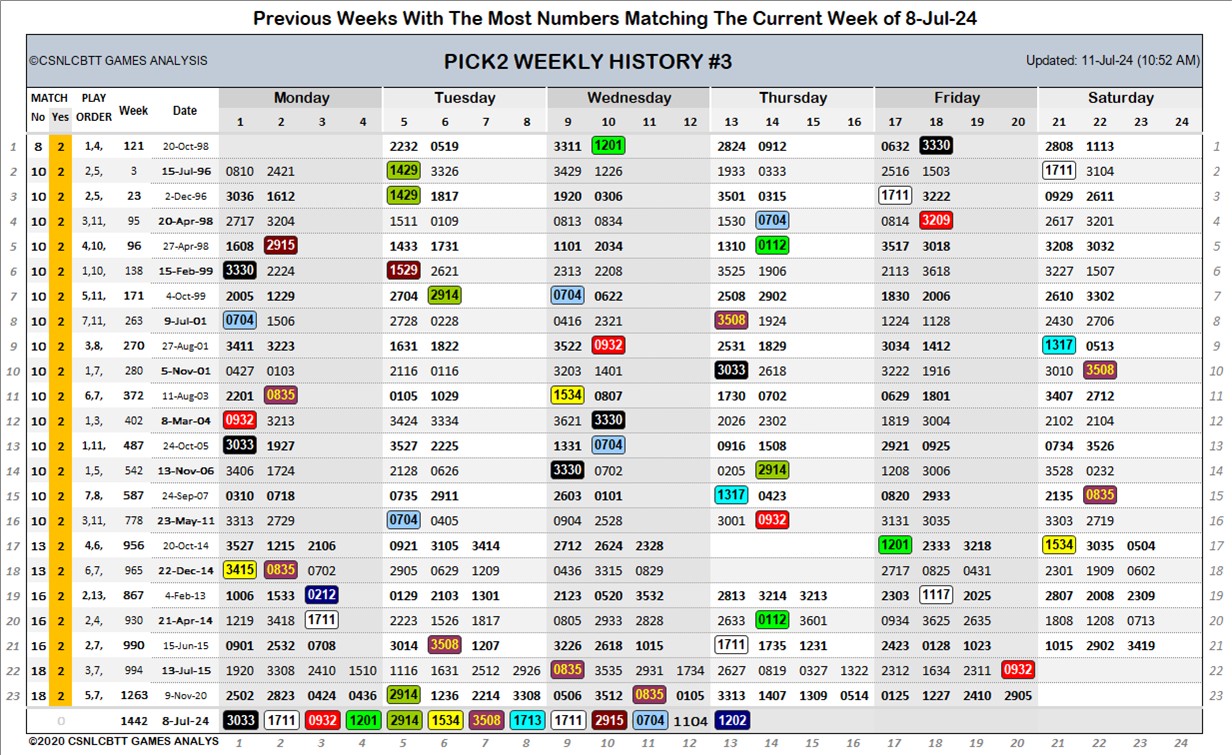 Previous Weeks With The Most Numbers Matching The Current Week of 8-Jul-24
©CSNLCBTT GAMES ANALYSIS PICK2 WEEKLY HISTORY #3 Updated: 11-Jul-24 (10:52 AM)
MATCH PLAY Week Date Monday Tuesday Wednesday Thursday Friday Saturday
No Yes ORDER 1 2 3 4 5 6 7 8 9 10 11 12 13 14 15 16 17 18 19 20 21 22 23 24
1 8 2 1,4, 121 20-Oct-98 2232 0519 3311 1201 2824 0912 0632 3330 2808 1113 1
2 10 2 2,5, 3 15-Jul-96 0810 2421 1429 3326 3429 1226 1933 0333 2516 1503 1711 3104 2
3 10 2 2,5, 23 2-Dec-96 3036 1612 1429 1817 1920 0306 3501 0315 1711 3222 0929 2611 3
4 10 2 3,11, 95 20-Apr-98 2717 3204 1511 0109 0813 0834 1530 0704 0814 3209 2617 3201 4
5 10 2 4,10, 96 27-Apr-98 1608 2915 1433 1731 1101 2034 1310 0112 3517 3018 3208 3032 5
6 10 2 1,10, 138 15-Feb-99 3330 2224 1529 2621 2313 2208 3525 1906 2113 3618 3227 1507 6
7 10 2 5,11, 171 4-Oct-99 2005 1229 2704 2914 0704 0622 2508 2902 1830 2006 2610 3302 7
8 10 2 7,11, 263 9-Jul-01 0704 1506 2728 0228 0416 2321 3508 1924 1224 1128 2430 2706 8
9 10 2 3,8, 270 27-Aug-01 3411 3223 1631 1822 3522 0932 2531 1829 3034 1412 1317 0513 9
10 10 2 1,7, 280 5-Nov-01 0427 0103 2116 0116 3203 1401 3033 2618 3222 1916 3010 3508 10
11 10 2 6,7, 372 11-Aug-03 2201 0835 0105 1029 1534 0807 1730 0702 0629 1801 3407 2712 11
12 10 2 1,3, 402 8-Mar-04 0932 3213 3424 3334 3621 3330 2026 2302 1819 3004 2102 2104 12
13 10 2 1,11, 487 24-Oct-05 3033 1927 3527 2225 1331 0704 0916 1508 2921 0925 0734 3526 13
14 10 2 1,5, 542 13-Nov-06 3406 1724 2128 0626 3330 0702 0205 2914 1208 3006 3528 0232 14
15 10 2 7,8, 587 24-Sep-07 0310 0718 0735 2911 2603 0101 1317 0423 0820 2933 2135 0835 15
16 10 2 3,11, 778 23-May-11 3313 2729 0704 0405 0904 2528 3001 0932 3131 3035 3303 2719 16
17 13 2 4,6, 956 20-Oct-14 3527 1215 2106 0921 3105 3414 2712 2624 2328 1201 2333 3218 1534 3035 0504 17
18 13 2 6,7, 965 22-Dec-14 3415 0835 0702 2905 0629 1209 0436 3315 0829 2717 0825 0431 2301 1909 0602 18
19 16 2 2,13, 867 4-Feb-13 1006 1533 0212 0129 2103 1301 2123 0520 3532 2813 3214 3213 2303 1117 2025 2807 2008 2309 19
20 16 2 2,4, 930 21-Apr-14 1219 3418 1711 2223 1526 1817 0805 2933 2828 2633 0112 3601 0934 3625 2635 1808 1208 0713 20
21 16 2 2,7, 990 15-Jun-15 0901 2532 0708 3014 3508 1207 3226 2618 1015 1711 1735 1231 2423 0128 1023 1015 2902 3419 21
22 18 2 3,7, 994 13-Jul-15 1920 3308 2410 1510 1116 1631 2512 2926 0835 3535 2931 1734 2627 0819 0327 1322 2312 1634 2311 0932 22
23 18 2 5,7, 1263 9-Nov-20 2502 2823 0424 0436 2914 1236 2214 3308 0506 3512 0835 0105 3313 1407 1309 0514 0125 1227 2410 2905 23
0 1442 8-Jul-24 3033 1711 0932 1201 2914 1534 3508 1713 1711 2915 0704 1104 1202
©2020 CSNLCBTT GAMES ANALYS 1 2 3 4 5 6 7 8 9 10 11 12 13 14 15 16 17 18 19 20 21 22 23 24